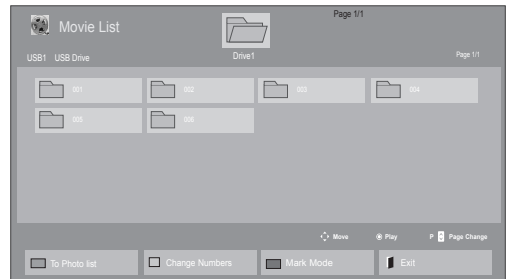 Page 1/1
Movie List
USB1 USB Drive
Drive1
Page 1/1
001 002 003 004
005 006
Move Play P Page Change
To Photo list Change Numbers Mark Mode Exit